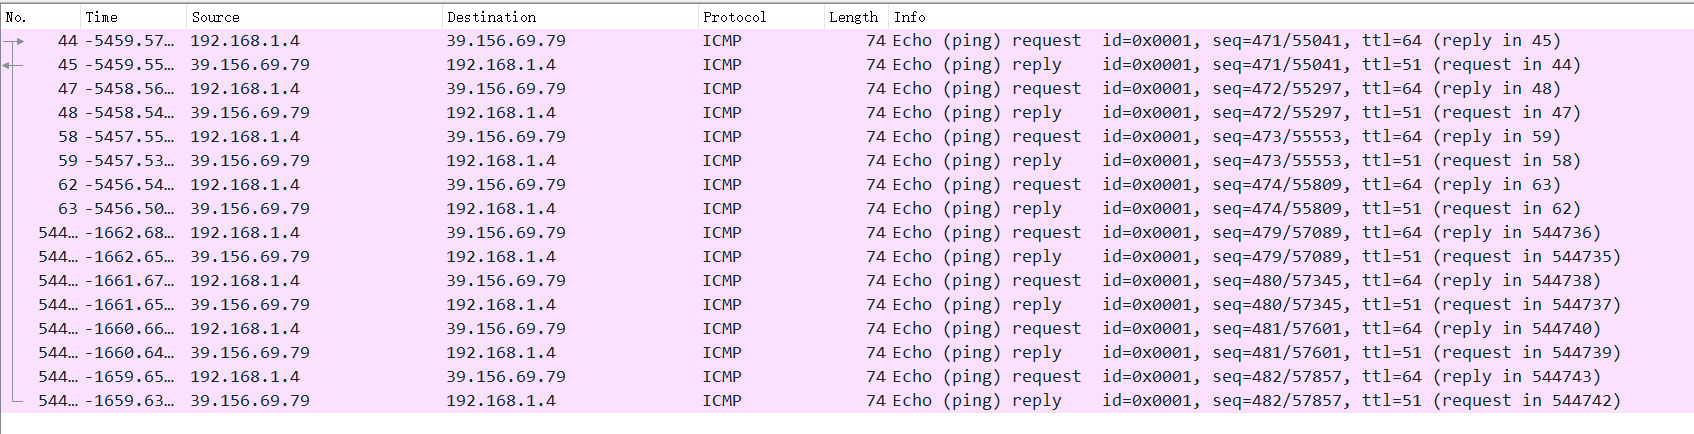 No. Time Source Destination Protocol Length Info
44 -5459.57… 192.168.1.4 39.156.69.79 ICMP 74 Echo (ping) request id=0x0001, seq=471/55041, ttl=64 (reply in 45)
45 -5459.55… 39.156.69.79 192.168.1.4 ICMP 74 Echo (ping) reply id=0x0001, seq=471/55041, ttl=51 (request in 44)
47 -5458.56… 192.168.1.4 39.156.69.79 ICMP 74 Echo (ping) request id=0x0001, seq=472/55297, ttl=64 (reply in 48)
48 -5458.54… 39.156.69.79 192.168.1.4 ICMP 74 Echo (ping) reply id=0x0001, seq=472/55297, ttl=51 (request in 47)
58 -5457.55… 192.168.1.4 39.156.69.79 ICMP 74 Echo (ping) request id=0x0001, seq=473/55553, ttl=64 (reply in 59)
59 -5457.53… 39.156.69.79 192.168.1.4 ICMP 74 Echo (ping) reply id=0x0001, seq=473/55553, ttl=51 (request in 58)
62 -5456.54… 192.168.1.4 39.156.69.79 ICMP 74 Echo (ping) request id=0x0001, seq=474/55809, ttl=64 (reply in 63)
63 -5456.50… 39.156.69.79 192.168.1.4 ICMP 74 Echo (ping) reply id=0x0001, seq=474/55809, ttl=51 (request in 62)
544… -1662.68… 192.168.1.4 39.156.69.79 ICMP 74 Echo (ping) request id=0x0001, seq=479/57089, ttl=64 (reply in 544736)
544… -1662.65… 39.156.69.79 192.168.1.4 ICMP 74 Echo (ping) reply id=0x0001, seq=479/57089, ttl=51 (request in 544735)
544… -1661.67… 192.168.1.4 39.156.69.79 ICMP 74 Echo (ping) request id=0x0001, seq=480/57345, ttl=64 (reply in 544738)
544… -1661.65… 39.156.69.79 192.168.1.4 ICMP 74 Echo (ping) reply id=0x0001, seq=480/57345, ttl=51 (request in 544737)
544… -1660.66… 192.168.1.4 39.156.69.79 ICMP 74 Echo (ping) request id=0x0001, seq=481/57601, ttl=64 (reply in 544740)
544… -1660.64… 39.156.69.79 192.168.1.4 ICMP 74 Echo (ping) reply id=0x0001, seq=481/57601, ttl=51 (request in 544739)
544… -1659.65… 192.168.1.4 39.156.69.79 ICMP 74 Echo (ping) request id=0x0001, seq=482/57857, ttl=64 (reply in 544743)
544… -1659.63… 39.156.69.79 192.168.1.4 ICMP 74 Echo (ping) reply id=0x0001, seq=482/57857, ttl=51 (request in 544742)